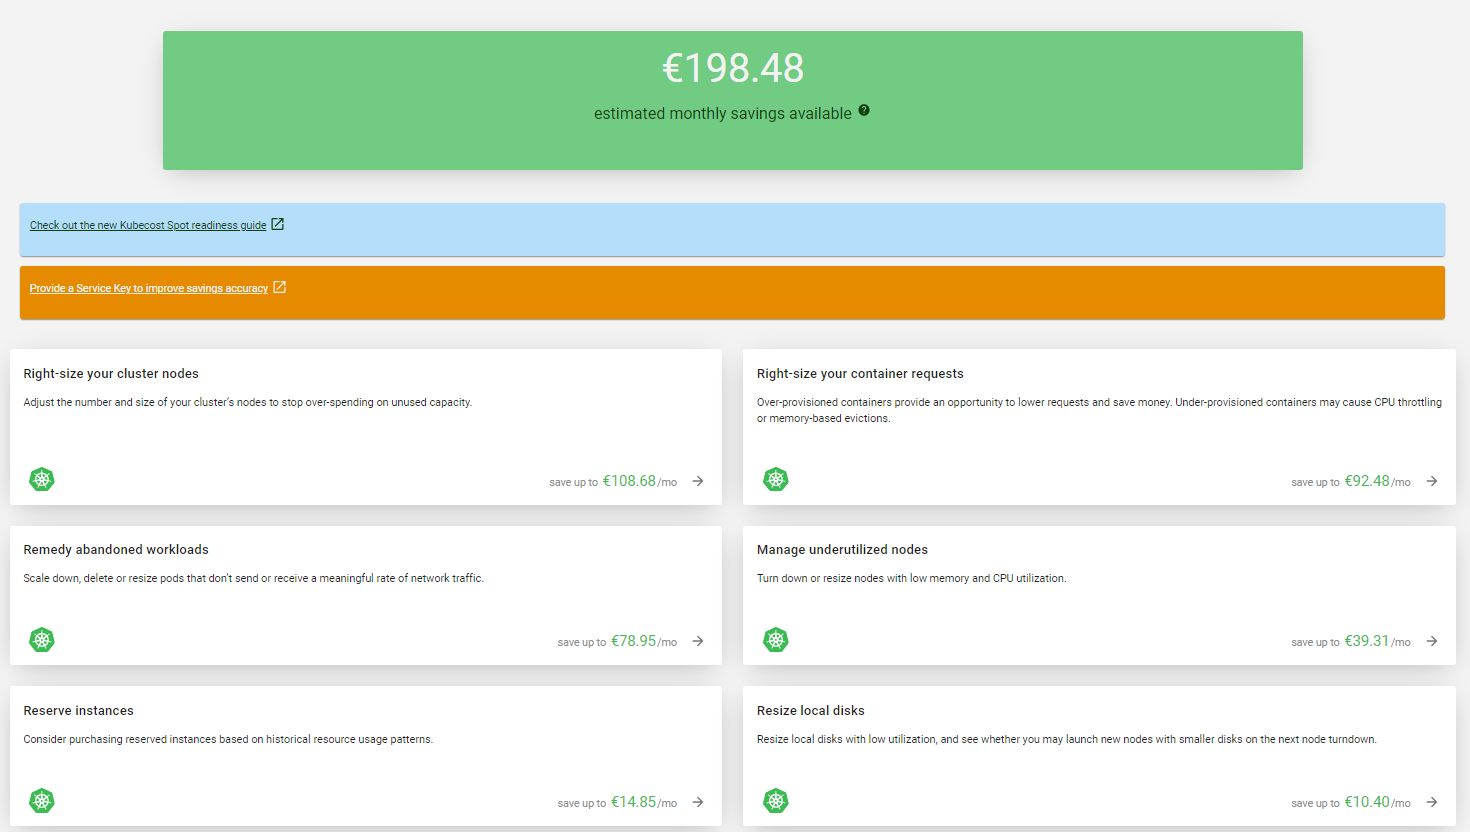 €198.48
estimated monthly savings available ?
Check out the new Kubecost Spot readiness guide
Provide a Service Key to improve savings accuracy
Right-size your cluster nodes
Adjust the number and size of your cluster's nodes to stop over-spending on unused capacity.
save up to €108.68/mo
Right-size your container requests
Over-provisioned containers provide an opportunity to lower requests and save money. Under-provisioned containers may cause CPU throttling
or memory-based evictions.
save up to €92.48/mo
Remedy abandoned workloads
Scale down, delete or resize pods that don't send or receive a meaningful rate of network traffic.
save up to €78.95/mo
Manage underutilized nodes
Turn down or resize nodes with low memory and CPU utilization.
save up to €39.31/mo
Reserve instances
Consider purchasing reserved instances based on historical resource usage patterns.
save up to €14.85/mo
Resize local disks
Resize local disks with low utilization, and see whether you may launch new nodes with smaller disks on the next node turndown.
save up to €10.40/mo